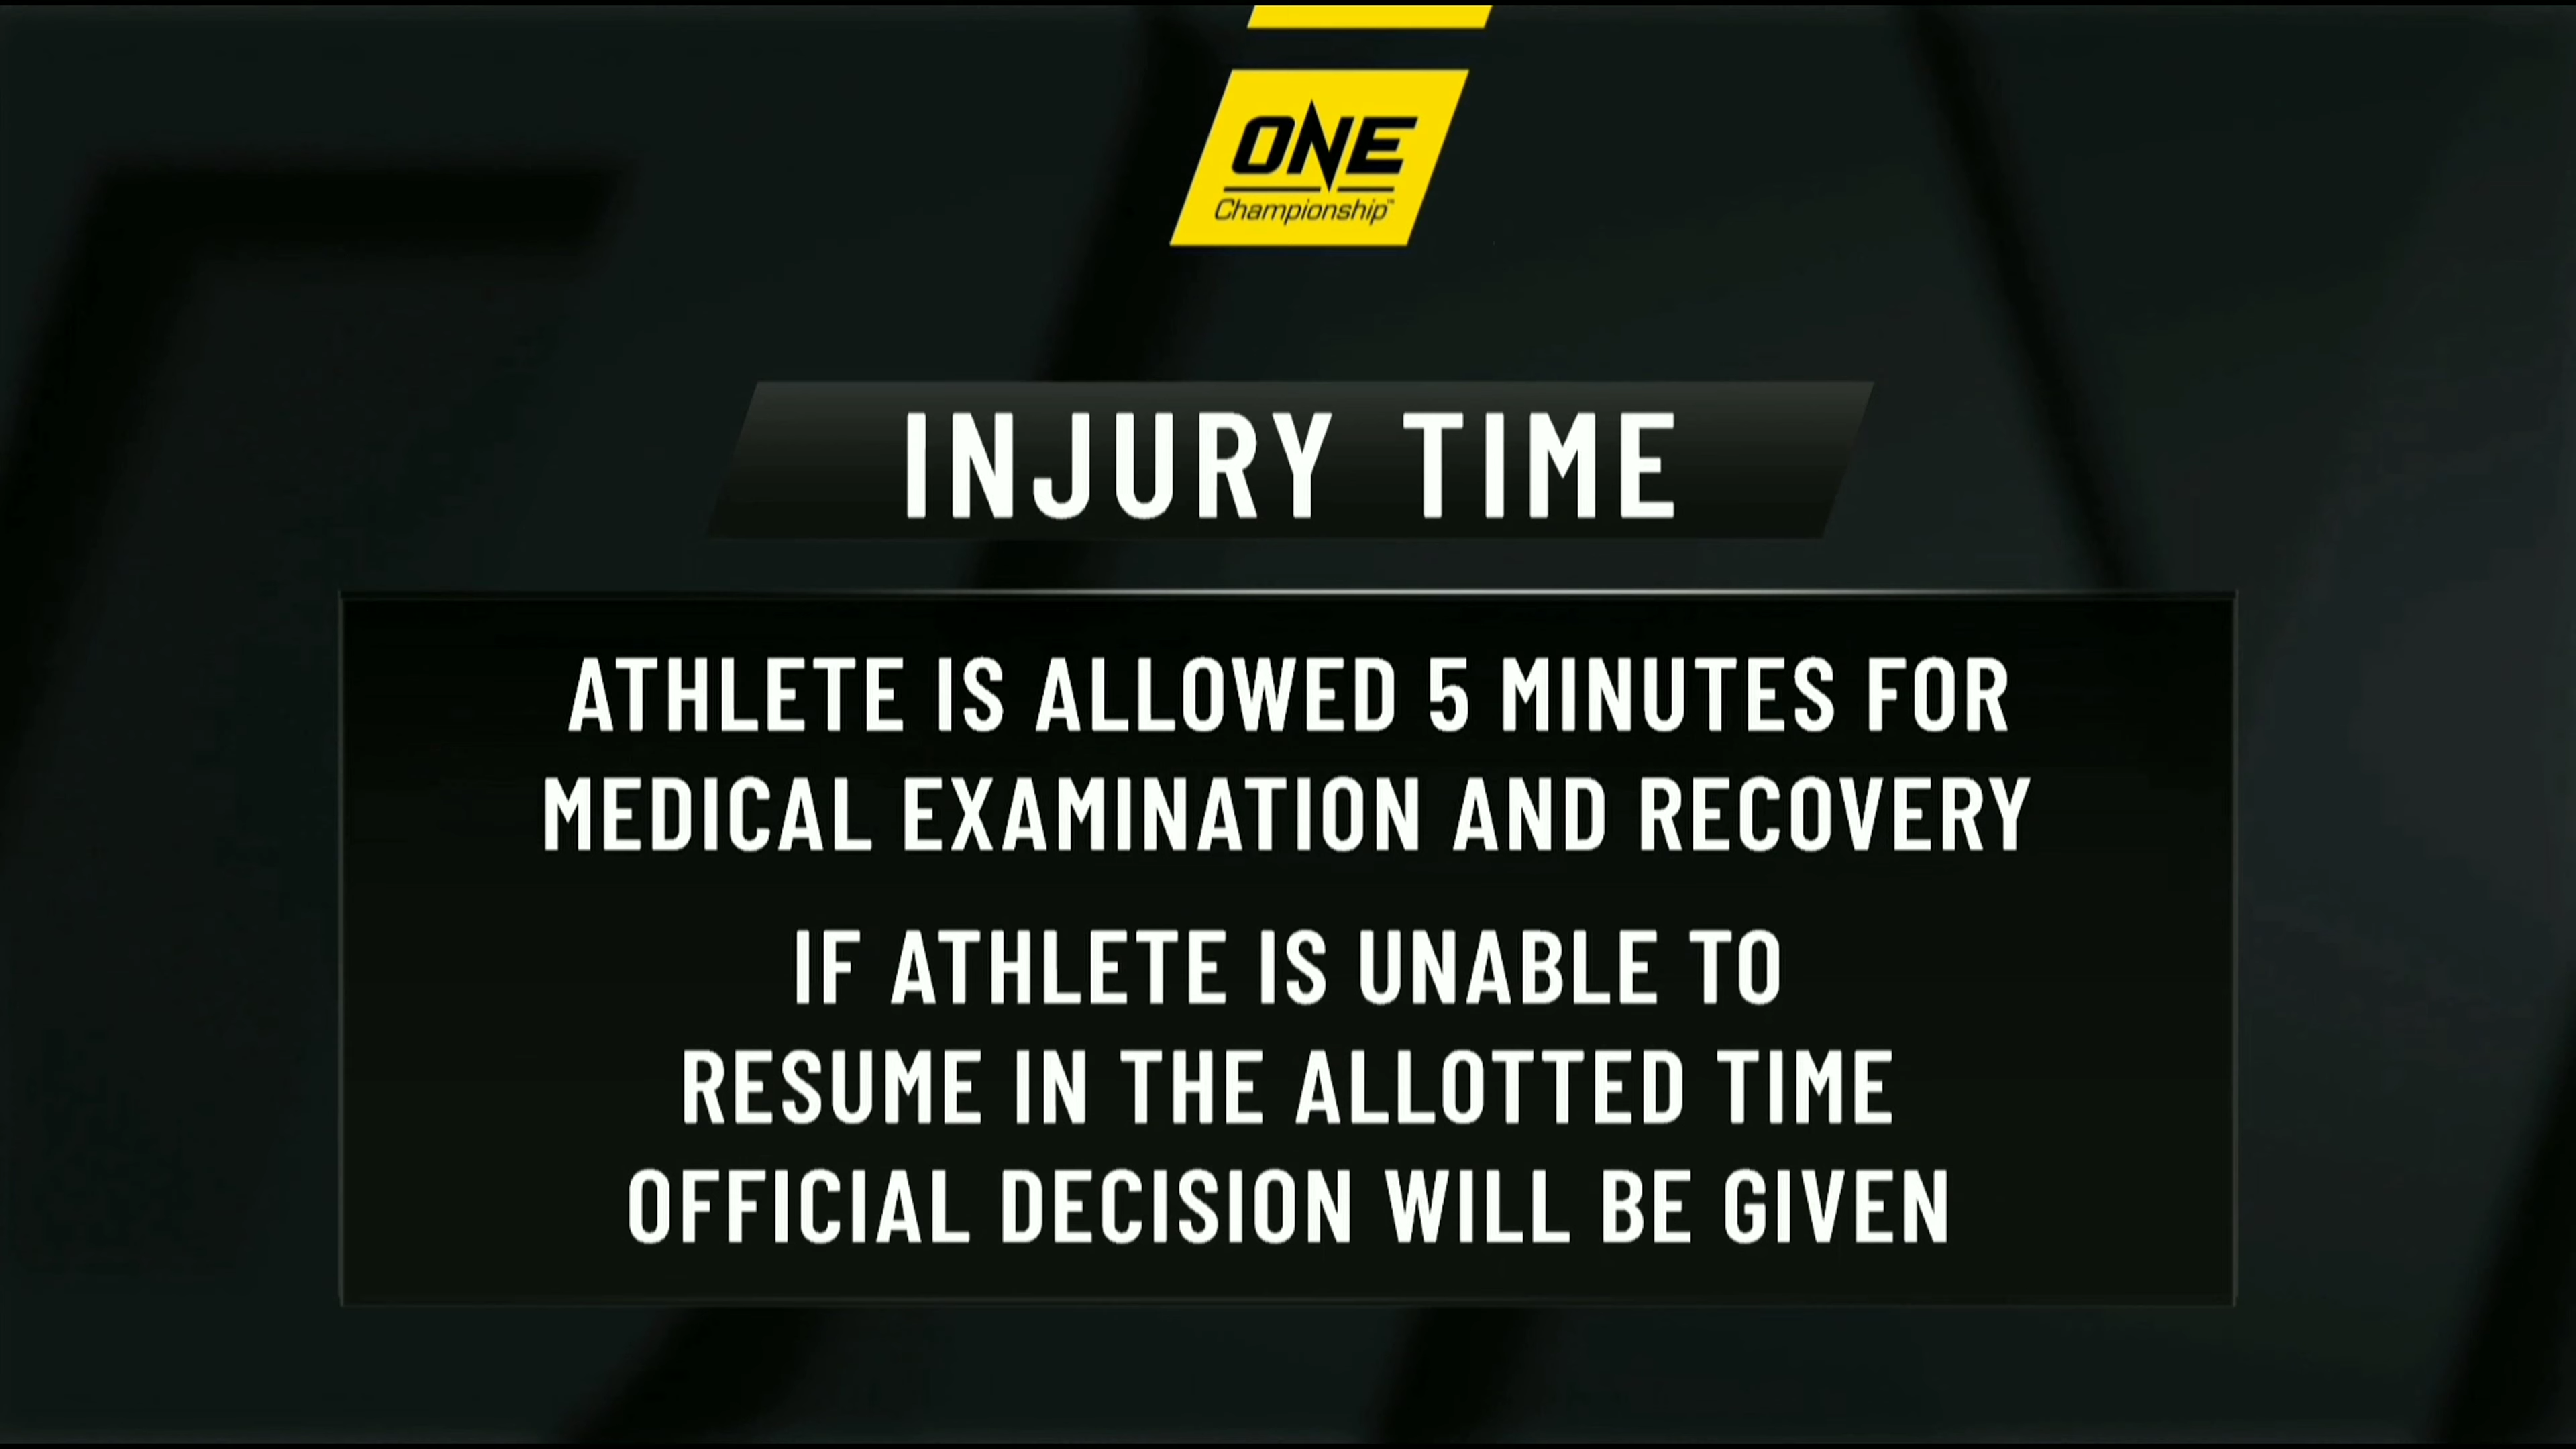 ONE
Championship™
INJURY TIME
ATHLETE IS ALLOWED 5 MINUTES FOR
MEDICAL EXAMINATION AND RECOVERY
IF ATHLETE IS UNABLE TO
RESUME IN THE ALLOTTED TIME
OFFICIAL DECISION WILL BE GIVEN